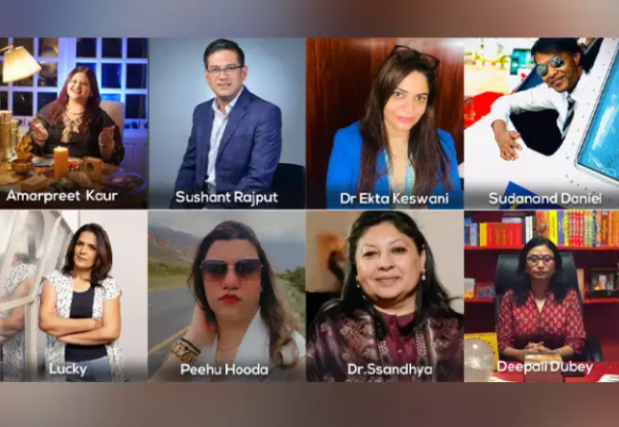 Amarpreet Kaur
Sushant Rajput
Dr Ekta Keswani
Sudanand Daniel
Lucky
Peehu Hooda
Dr.Ssandhya
Deepali Dubey